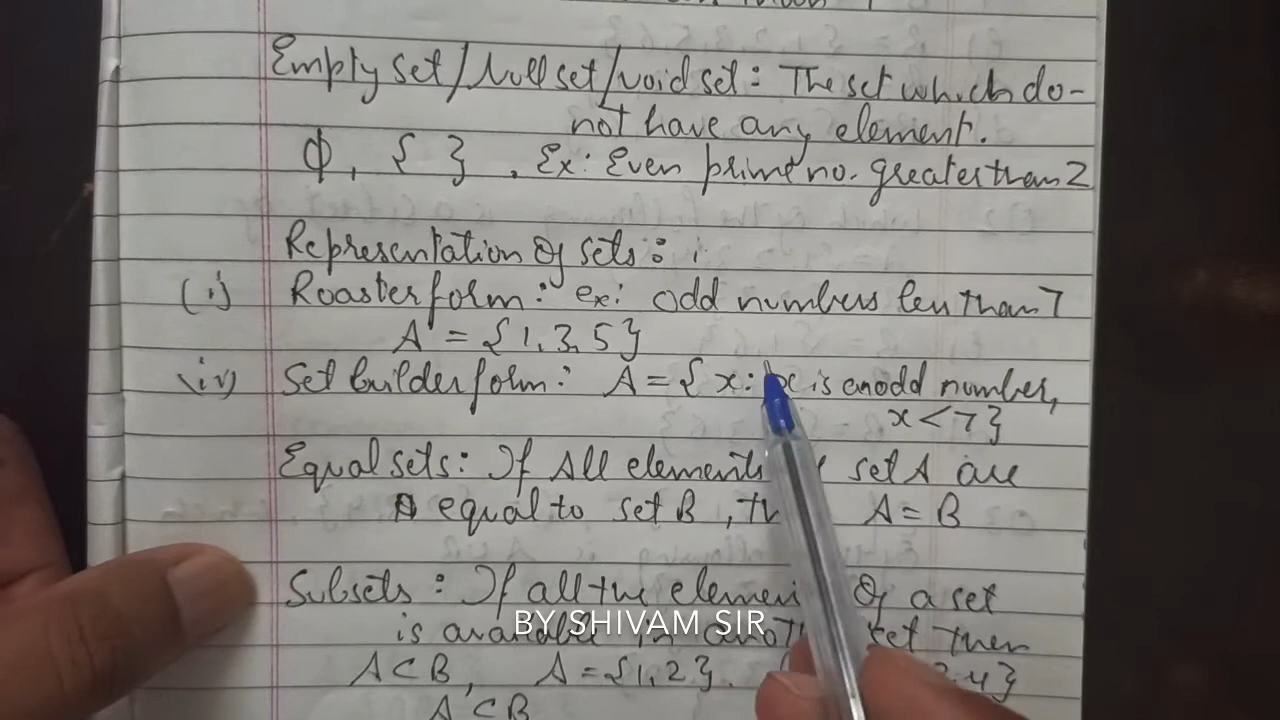 Empty set/Null set/void set: The set which do-
not have any element.
Φ, { } . Ex: Even prime no. greater than 2
Representation of sets:
(i) Roaster form: ex: odd numbers less than 7
A = {1, 3, 5}
(iv) Set builder form: A = { x: x is an odd number,
x < 7}
Equal sets: If All elements set A are
equal to set B, A = B
Subsets: If all the element of a set
BY SHIVAM SIR
is available in set then
A⊂B, A = {1, 2}. 4}
A⊂B